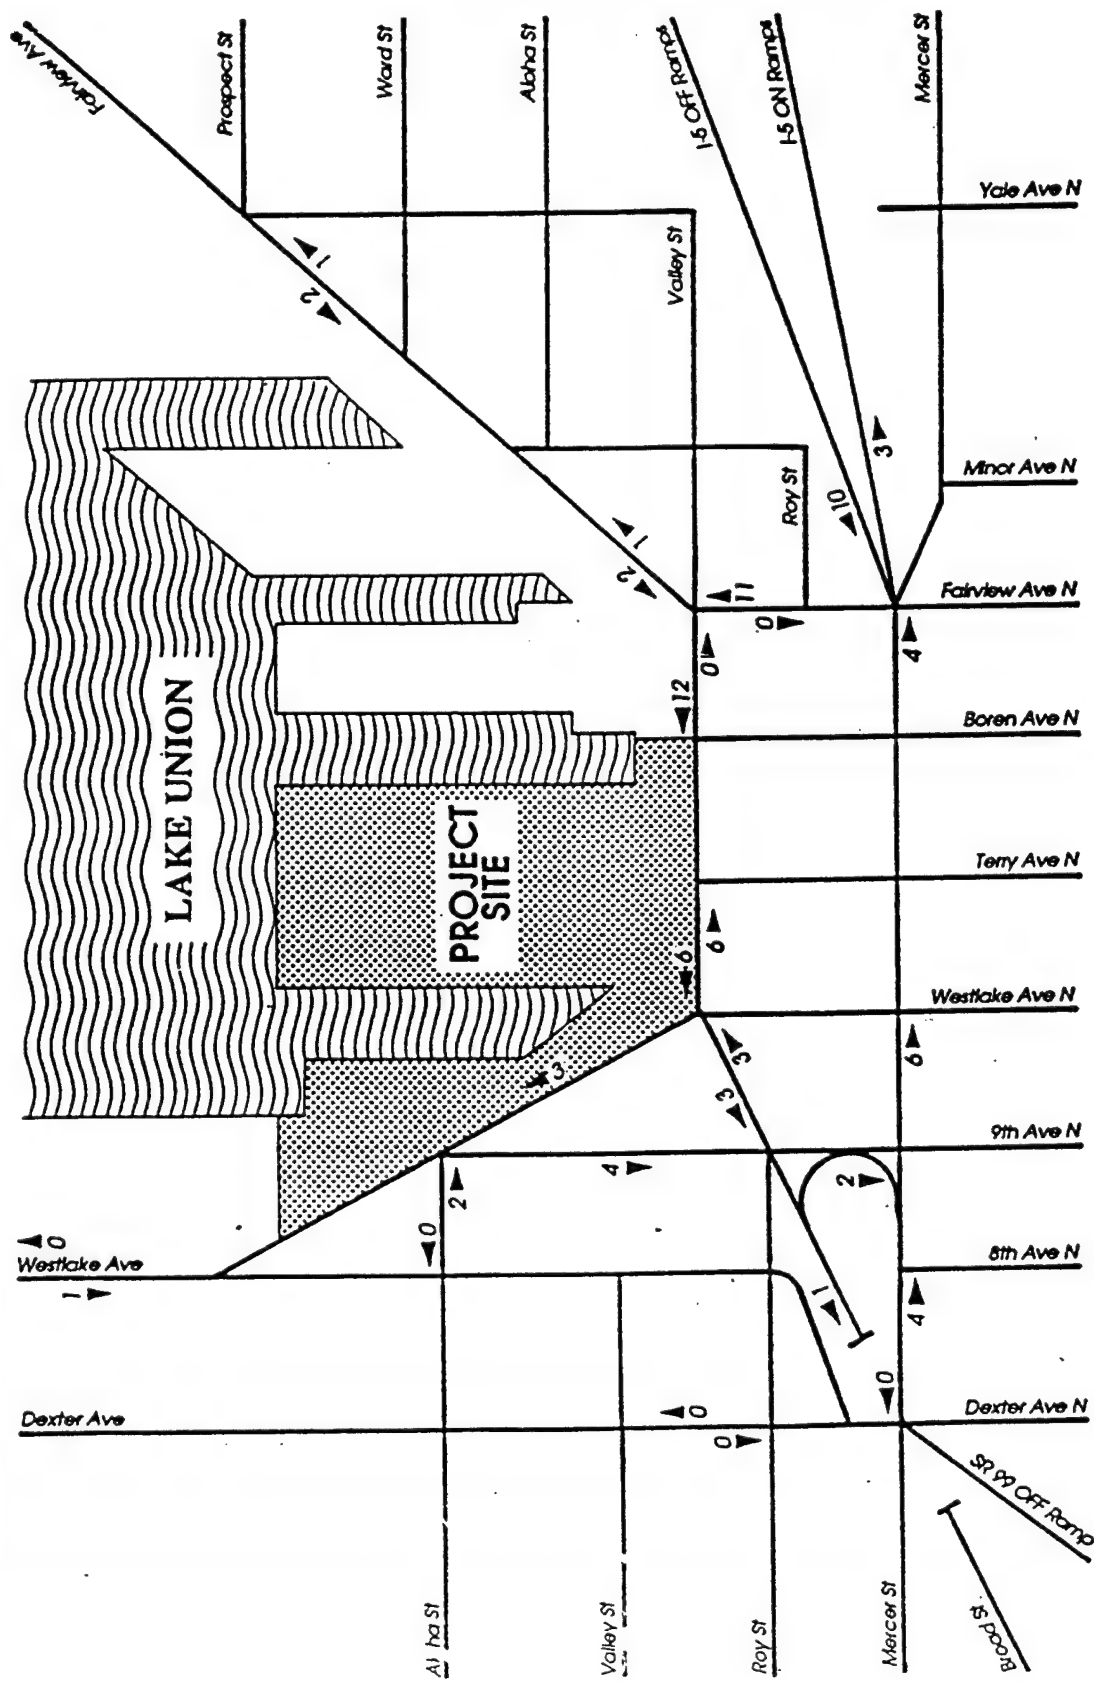 Fairview Ave
Prospect St
Ward St
Aloha St
I-5 OFF Ramps
I-5 ON Ramps
Mercer St
Yale Ave N
1
2
Valley St
3
10
Minor Ave N
Roy St
1
2
11
0
Fairview Ave N
0
4
12
Boren Ave N
LAKE UNION
PROJECT
SITE
Terry Ave N
6
6
Westlake Ave N
3
3
3
6
9th Ave N
4
2
2
0
0
Westlake Ave
1
8th Ave N
1
4
0
Dexter Ave
0
0
Dexter Ave N
SR 99 OFF Ramp
Al ha St
Valley St
Roy St
Mercer St
Broad St